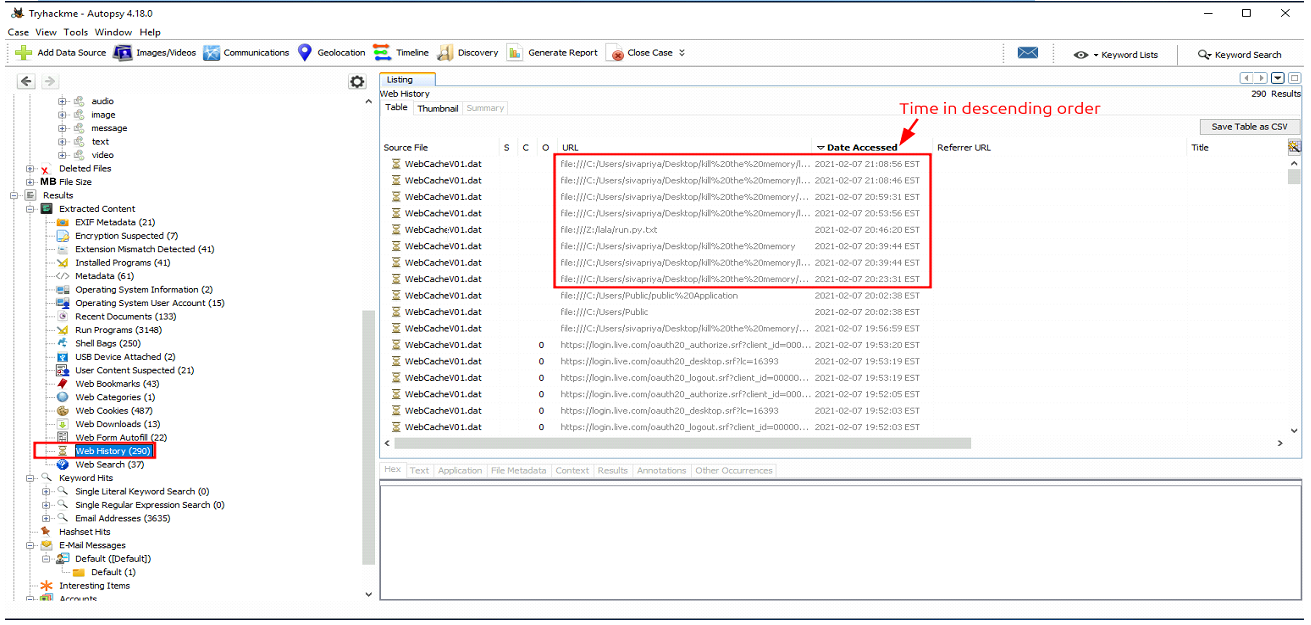 Tryhackme - Autopsy 4.18.0
Case View Tools Window Help
Add Data Source Images/Videos Communications Geolocation Timeline Discovery Generate Report Close Case Keyword Lists Keyword Search
audio
image
message
text
video
Deleted Files
MB File Size
Results
Extracted Content
EXIF Metadata (21)
Encryption Suspected (7)
Extension Mismatch Detected (41)
Installed Programs (41)
Metadata (61)
Operating System Information (2)
Operating System User Account (15)
Recent Documents (133)
Run Programs (3148)
Shell Bags (250)
USB Device Attached (2)
User Content Suspected (21)
Web Bookmarks (43)
Web Categories (1)
Web Cookies (487)
Web Downloads (13)
Web Form Autofill (22)
Web History (290)
Web Search (37)
Keyword Hits
Single Literal Keyword Search (0)
Single Regular Expression Search (0)
Email Addresses (3635)
Hashset Hits
E-Mail Messages
Default ([Default])
Default (1)
Interesting Items
Accounts
Listing
Web History 290 Results
Table Thumbnail Summary
Time in descending order
Save Table as CSV
Source File S C O URL Date Accessed Referrer URL Title
WebCacheV01.dat file:///C:/Users/sivapriya/Desktop/kill%20the%20memory/l... 2021-02-07 21:08:56 EST
WebCacheV01.dat file:///C:/Users/sivapriya/Desktop/kill%20the%20memory/l... 2021-02-07 21:08:46 EST
WebCacheV01.dat file:///C:/Users/sivapriya/Desktop/kill%20the%20memory/... 2021-02-07 20:59:31 EST
WebCacheV01.dat file:///C:/Users/sivapriya/Desktop/kill%20the%20memory/l... 2021-02-07 20:53:56 EST
WebCacheV01.dat file:///Z:/lala/run.py.txt 2021-02-07 20:46:20 EST
WebCacheV01.dat file:///C:/Users/sivapriya/Desktop/kill%20the%20memory 2021-02-07 20:39:44 EST
WebCacheV01.dat file:///C:/Users/sivapriya/Desktop/kill%20the%20memory/l... 2021-02-07 20:39:44 EST
WebCacheV01.dat file:///C:/Users/sivapriya/Desktop/kill%20the%20memory/... 2021-02-07 20:23:31 EST
WebCacheV01.dat file:///C:/Users/Public/public%20Application 2021-02-07 20:02:38 EST
WebCacheV01.dat file:///C:/Users/Public 2021-02-07 20:02:38 EST
WebCacheV01.dat file:///C:/Users/sivapriya/Desktop/kill%20the%20memory/... 2021-02-07 19:56:59 EST
WebCacheV01.dat 0 https://login.live.com/oauth20_authorize.srf?client_id=000... 2021-02-07 19:53:20 EST
WebCacheV01.dat 0 https://login.live.com/oauth20_desktop.srf?lc=16393 2021-02-07 19:53:19 EST
WebCacheV01.dat 0 https://login.live.com/oauth20_logout.srf?client_id=00000... 2021-02-07 19:53:19 EST
WebCacheV01.dat 0 https://login.live.com/oauth20_authorize.srf?client_id=000... 2021-02-07 19:52:05 EST
WebCacheV01.dat 0 https://login.live.com/oauth20_desktop.srf?lc=16393 2021-02-07 19:52:03 EST
WebCacheV01.dat 0 https://login.live.com/oauth20_logout.srf?client_id=00000... 2021-02-07 19:52:03 EST
Hex Text Application File Metadata Context Results Annotations Other Occurrences